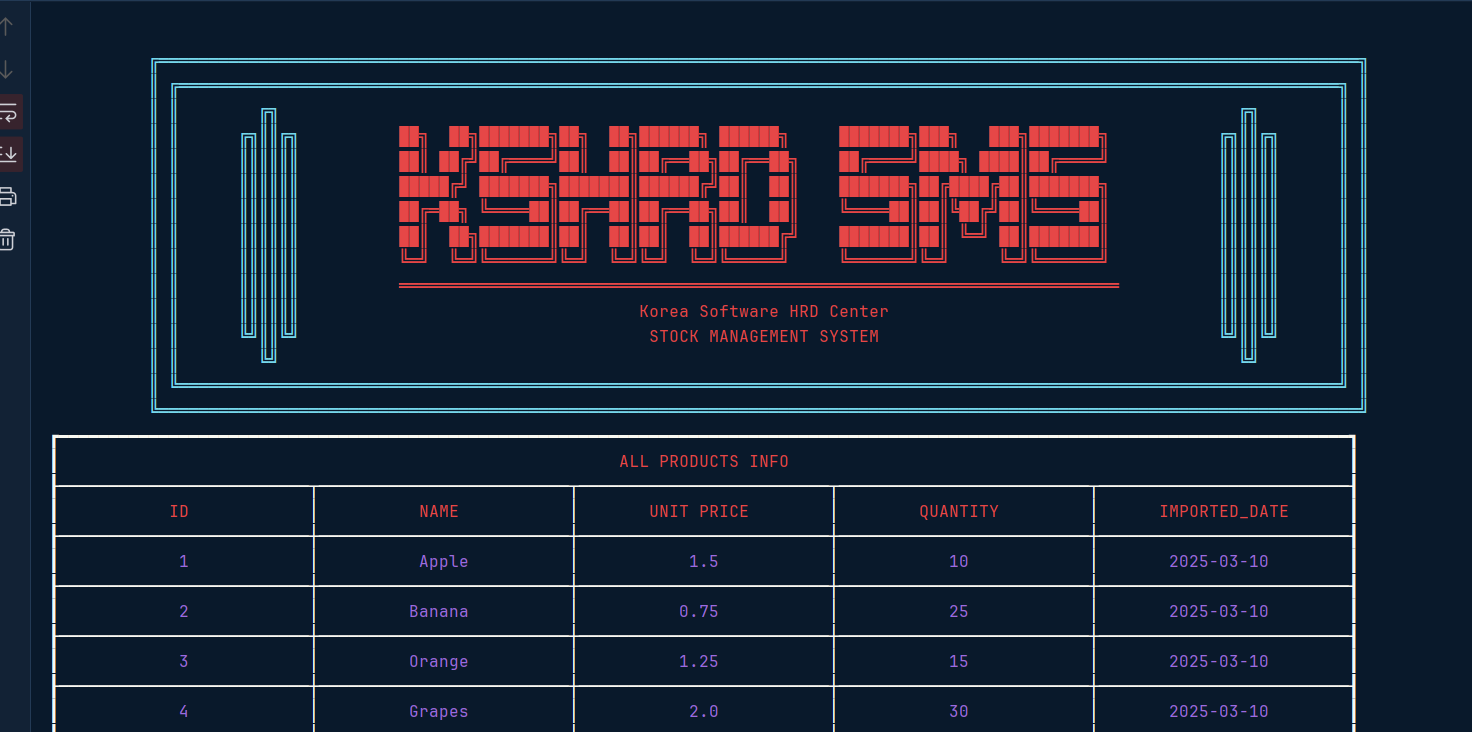 KSHRD SMS
Korea Software HRD Center
STOCK MANAGEMENT SYSTEM
ALL PRODUCTS INFO
ID NAME UNIT PRICE QUANTITY IMPORTED_DATE
1 Apple 1.5 10 2025-03-10
2 Banana 0.75 25 2025-03-10
3 Orange 1.25 15 2025-03-10
4 Grapes 2.0 30 2025-03-10